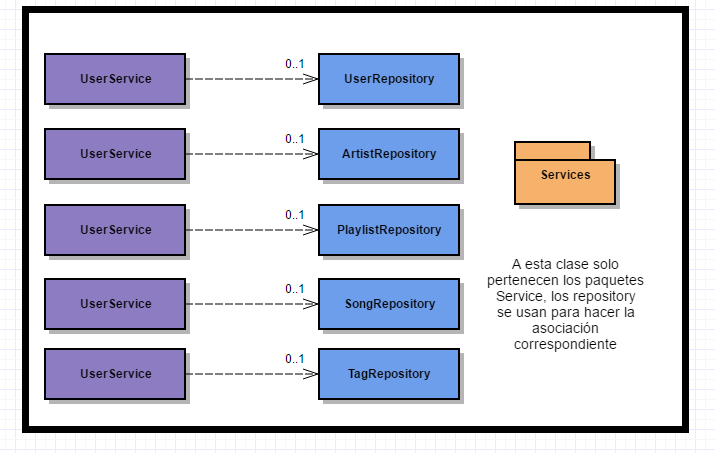 UserService
0..1
UserRepository
UserService
0..1
ArtistRepository
UserService
0..1
PlaylistRepository
UserService
0..1
SongRepository
UserService
0..1
TagRepository
Services
A esta clase solo
pertenecen los paquetes
Service, los repository
se usan para hacer la
asociación
correspondiente